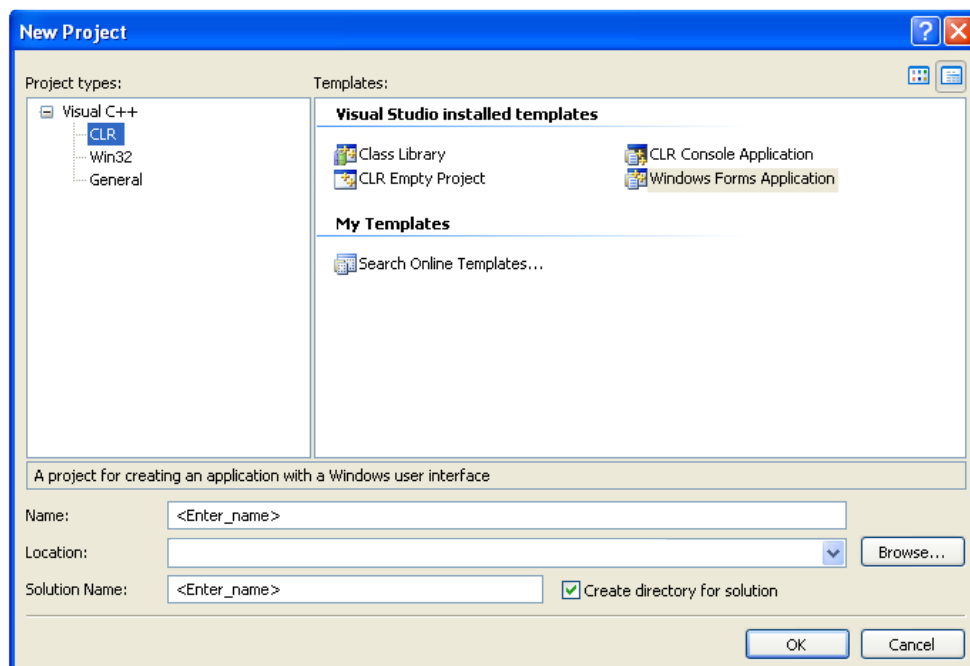 New Project
Project types:
Templates:
Visual C++
CLR
Win32
General
Visual Studio installed templates
Class Library
CLR Console Application
CLR Empty Project
Windows Forms Application
My Templates
Search Online Templates...
A project for creating an application with a Windows user interface
Name:
<Enter_name>
Location:
Browse...
Solution Name:
<Enter_name>
Create directory for solution
OK
Cancel